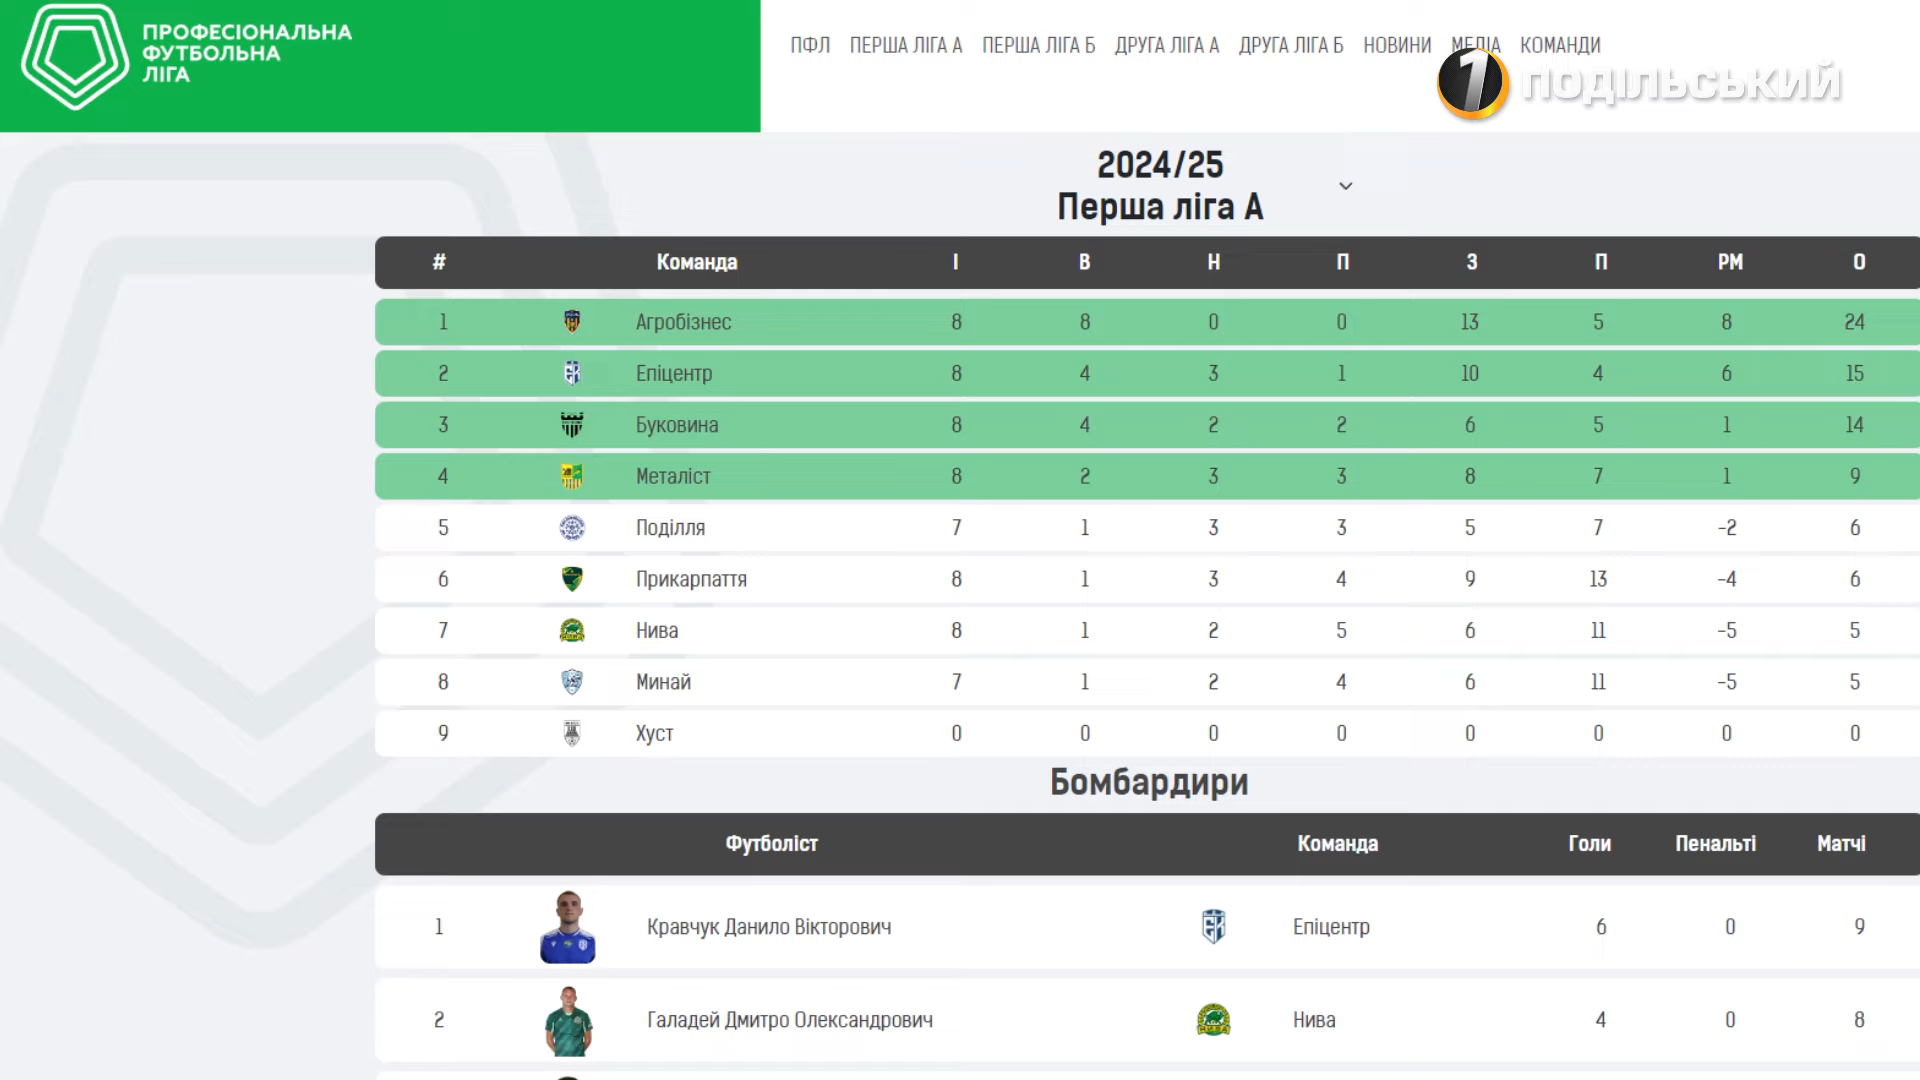 ПРОФЕСІОНАЛЬНА
ФУТБОЛЬНА
ЛІГА
ПФЛ ПЕРША ЛІГА А ПЕРША ЛІГА Б ДРУГА ЛІГА А ДРУГА ЛІГА Б НОВИНИ МЕДІА КОМАНДИ
1 ПОДІЛЬСЬКИЙ
2024/25
Перша ліга А
# Команда І В Н П З П РМ О
1 Агробізнес 8 8 0 0 13 5 8 24
2 Епіцентр 8 4 3 1 10 4 6 15
3 Буковина 8 4 2 2 6 5 1 14
4 Металіст 8 2 3 3 8 7 1 9
5 Поділля 7 1 3 3 5 7 -2 6
6 Прикарпаття 8 1 3 4 9 13 -4 6
7 Нива 8 1 2 5 6 11 -5 5
8 Минай 7 1 2 4 6 11 -5 5
9 Хуст 0 0 0 0 0 0 0 0
Бомбардири
Футболіст Команда Голи Пенальті Матчі
1 Кравчук Данило Вікторович Епіцентр 6 0 9
2 Галадей Дмитро Олександрович Нива 4 0 8